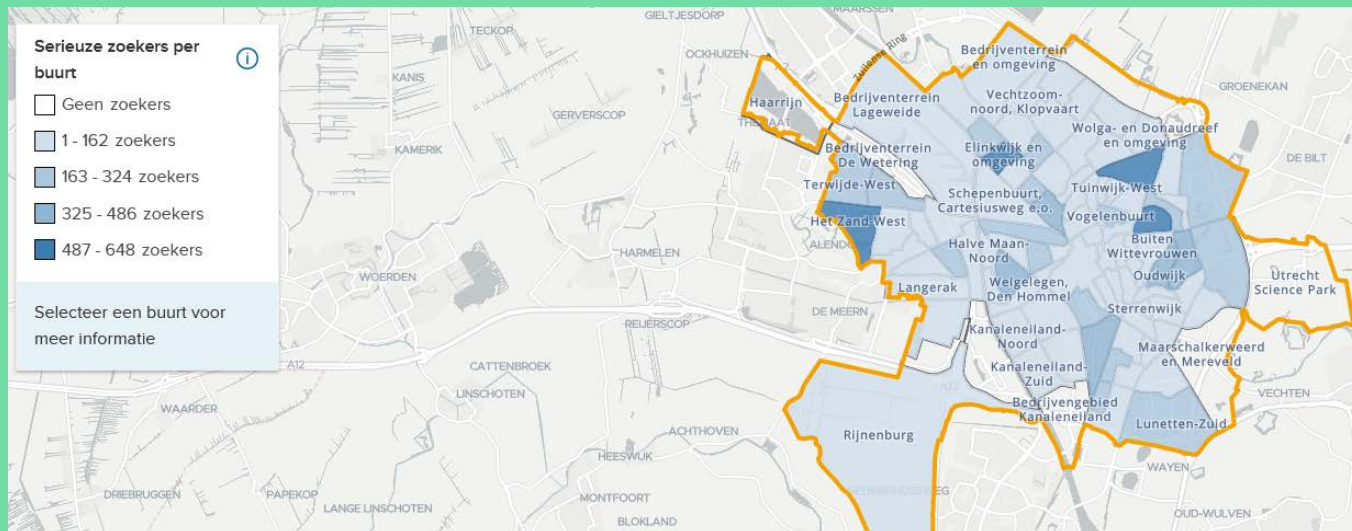 Serieuze zoekers per
buurt
i
Geen zoekers
1 - 162 zoekers
163 - 324 zoekers
325 - 486 zoekers
487 - 648 zoekers
Selecteer een buurt voor
meer informatie
GIELTJESDORP
MAARSSEN
TECKOP
Zuilense Ring
OCKHUIZEN
Bedrijventerrein
en omgeving
KANIS
GROENEKAN
Haarrijn
Bedrijventerrein
Lageweide
Vechtzoom-
noord, Klopvaart
GERVERSCOP
Wolga- en Donaudreef
en omgeving
KAMERIK
Bedrijventerrein
De Wetering
Elinkwijk en
omgeving
DE BILT
Terwijde-West
Tuinwijk-West
Schepenbuurt,
Cartesiusweg e.o.
Het Zand-West
Vogelenbuurt
HARMELEN
Halve Maan-
Noord
Buiten
Wittevrouwen
WOERDEN
Langerak
Welgelegen,
Den Hommel
Oudwijk
Utrecht
Science Park
DE MEERN
Sterrenwijk
REIJERSCOP
Kanaleneiland-
Noord
Maarschalkerweerd
en Mereveld
A12
CATTENBROEK
Kanaleneiland-
Zuid
LINSCHOTEN
VECHTEN
WAARDER
Bedrijvengebied
Kanaleneiland
Lunetten-Zuid
Rijnenburg
ACHTHOVEN
HEESWIJK
WAYEN
DRIEBRUGGEN
PAPEKOP
MONTFOORT
LANGE LINSCHOTEN
OUD-WULVEN
BLOKLAND